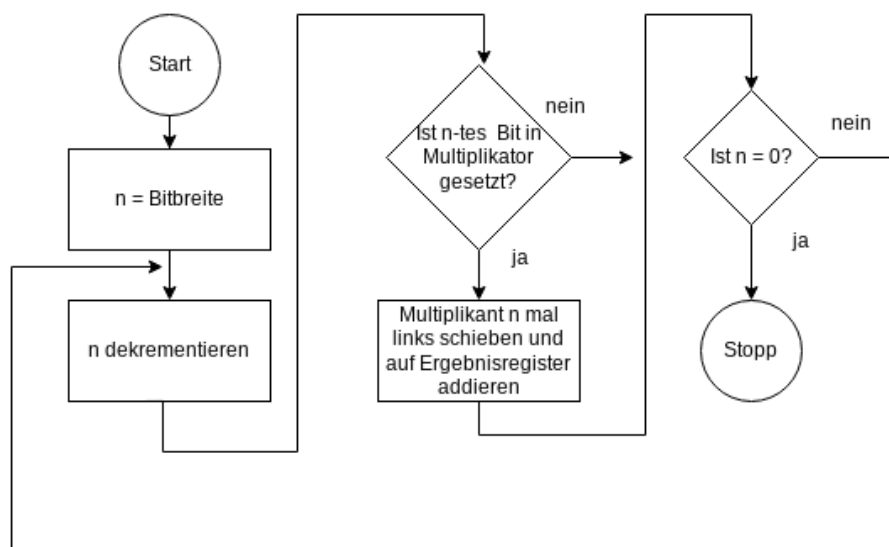 Start
n = Bitbreite
n dekrementieren
Ist n-tes Bit in
Multiplikator
gesetzt?
nein
ja
Multiplikant n mal
links schieben und
auf Ergebnisregister
addieren
Ist n = 0?
nein
ja
Stopp